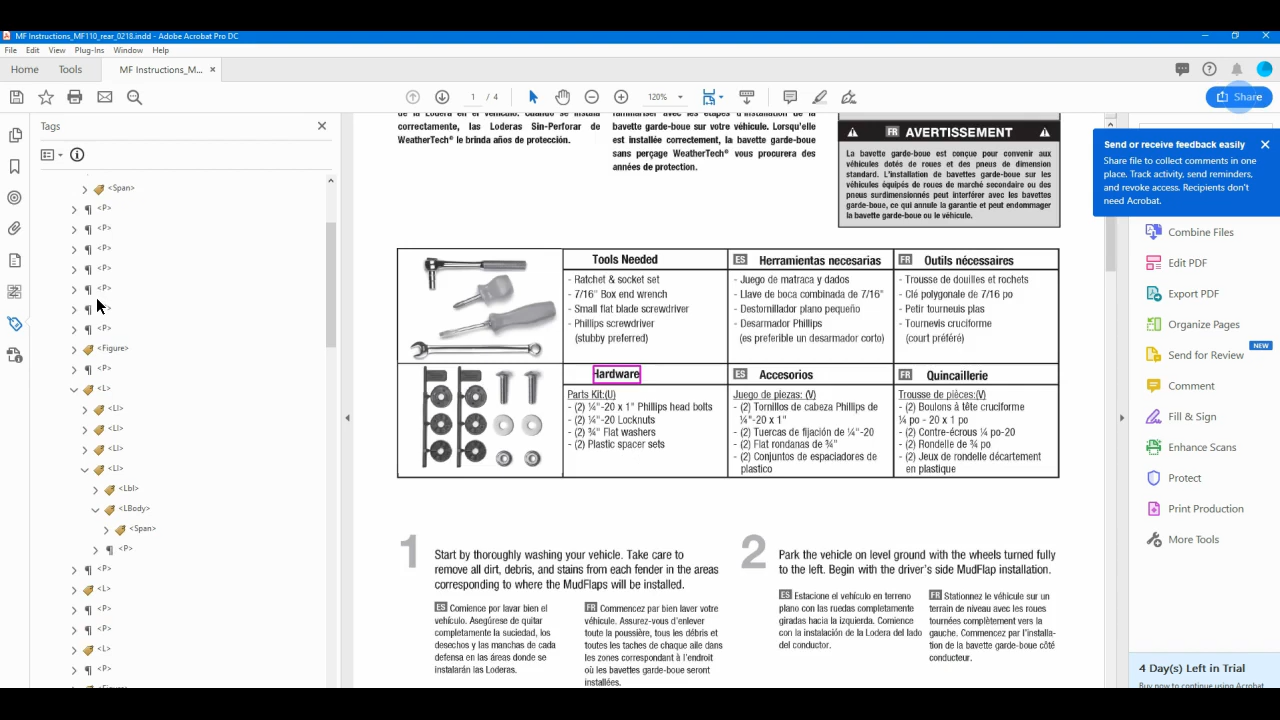 MF Instructions_MF110_rear_0218.indd - Adobe Acrobat Pro DC
File Edit View Plug-Ins Window Help
Home Tools MF Instructions_M... ×
1 / 4 120% Share
Tags
<Span>
<P>
<P>
<P>
<P>
<P>
<P>
<Figure>
<P>
<L>
<LI>
<LI>
<LI>
<LI>
<Lbl>
<LBody>
<Span>
<P>
<P>
<L>
<P>
<P>
<L>
<P>
<Figure>
de la Lodera en el vehículo. Cuando se instala
correctamente, las Loderas Sin-Perforar de
WeatherTech® le brinda años de protección.
familiariser avec les étapes d'installation de la
bavette garde-boue sur votre véhicule. Lorsqu'elle
est installée correctement, la bavette garde-boue
sans perçage WeatherTech® vous procurera des
années de protection.
FR AVERTISSEMENT
La bavette garde-boue est conçue pour convenir aux
véhicules dotés de roues et des pneus de dimension
standard. L'installation de bavettes garde-boue sur les
véhicules équipés de roues de marché secondaire ou des
pneus surdimensionnés peut interférer avec les bavettes
garde-boue, ce qui annule la garantie et peut endommager
la bavette garde-boue ou le véhicule.
Tools Needed
- Ratchet & socket set
- 7/16" Box end wrench
- Small flat blade screwdriver
- Phillips screwdriver
(stubby preferred)
ES Herramientas necesarias
- Juego de matraca y dados
- Llave de boca combinada de 7/16"
- Destornillador plano pequeño
- Desarmador Phillips
(es preferible un desarmador corto)
FR Outils nécessaires
- Trousse de douilles et rochets
- Clé polygonale de 7/16 po
- Petir tourneuis plas
- Tournevis cruciforme
(court préféré)
Hardware
Parts Kit:(U)
- (2) ¼"-20 x 1" Phillips head bolts
- (2) ¼"-20 Locknuts
- (2) ¾" Flat washers
- (2) Plastic spacer sets
ES Accesorios
Juego de piezas: (V)
- (2) Tornillos de cabeza Phillips de
¼"-20 x 1"
- (2) Tuercas de fijación de ¼"-20
- (2) Flat rondanas de ¾"
- (2) Conjuntos de espaciadores de
plastico
FR Quincaillerie
Trousse de pièces:(V)
- (2) Boulons à tête cruciforme
¼ po - 20 x 1 po
- (2) Contre-écrous ¼ po-20
- (2) Rondelle de ¾ po
- (2) Jeux de rondelle décartement
en plastique
1 Start by thoroughly washing your vehicle. Take care to
remove all dirt, debris, and stains from each fender in the areas
corresponding to where the MudFlaps will be installed.
ES Comience por lavar bien el
vehículo. Asegúrese de quitar
completamente la suciedad, los
desechos y las manchas de cada
defensa en las áreas donde se
instalarán las Loderas.
FR Commencez par bien laver votre
véhicule. Assurez-vous d'enlever
toute la poussière, tous les débris et
toutes les taches de chaque aile dans
les zones correspondant à l'endroit
où les bavettes garde-boue seront
installées.
2 Park the vehicle on level ground with the wheels turned fully
to the left. Begin with the driver's side MudFlap installation.
ES Estacione el vehículo en terreno
plano con las ruedas completamente
giradas hacia la izquierda. Comience
con la instalación de la Lodera del lado
del conductor.
FR Stationnez le véhicule sur un
terrain de niveau avec les roues
tournées complètement vers la
gauche. Commencez par l'installa-
tion de la bavette garde-boue côté
conducteur.
Send or receive feedback easily
Share file to collect comments in one
place. Track activity, send reminders,
and revoke access. Recipients don't
need Acrobat.
Combine Files
Edit PDF
Export PDF
Organize Pages
Send for Review NEW
Comment
Fill & Sign
Enhance Scans
Protect
Print Production
More Tools
4 Day(s) Left in Trial
Buy now to continue using Acrobat